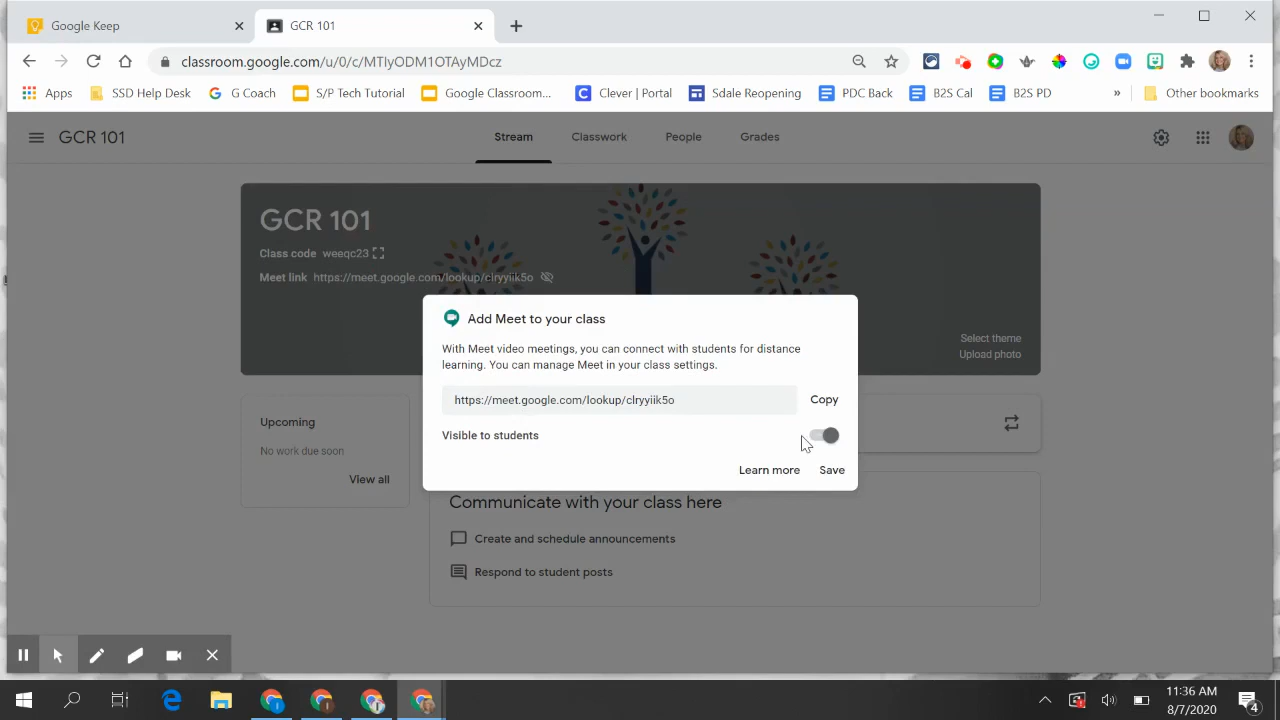 Google Keep
GCR 101
classroom.google.com/u/0/c/MTIyODM1OTAyMDcz
Apps
SSD Help Desk
G Coach
S/P Tech Tutorial
Google Classroom...
Clever | Portal
Sdale Reopening
PDC Back
B2S Cal
B2S PD
»
Other bookmarks
GCR 101
Stream
Classwork
People
Grades
GCR 101
Class code weeqc23
Meet link https://meet.google.com/lookup/clryyiik5o
Select theme
Upload photo
Add Meet to your class
With Meet video meetings, you can connect with students for distance
learning. You can manage Meet in your class settings.
https://meet.google.com/lookup/clryyiik5o
Copy
Visible to students
Learn more
Save
Upcoming
No work due soon
View all
Communicate with your class here
Create and schedule announcements
Respond to student posts
11:36 AM
8/7/2020
4